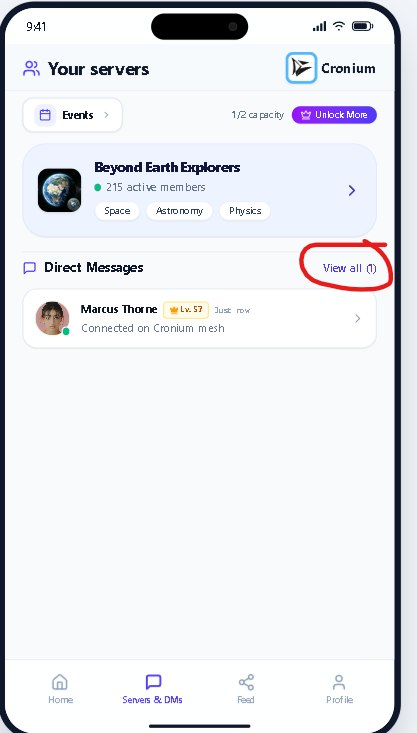 9:41
Your servers
Cronium
Events
1/2 capacity
Unlock More
Beyond Earth Explorers
215 active members
Space Astronomy Physics
Direct Messages
View all (1)
Marcus Thorne Lv. 57 Just now
Connected on Cronium mesh
Home Servers & DMs Feed Profile